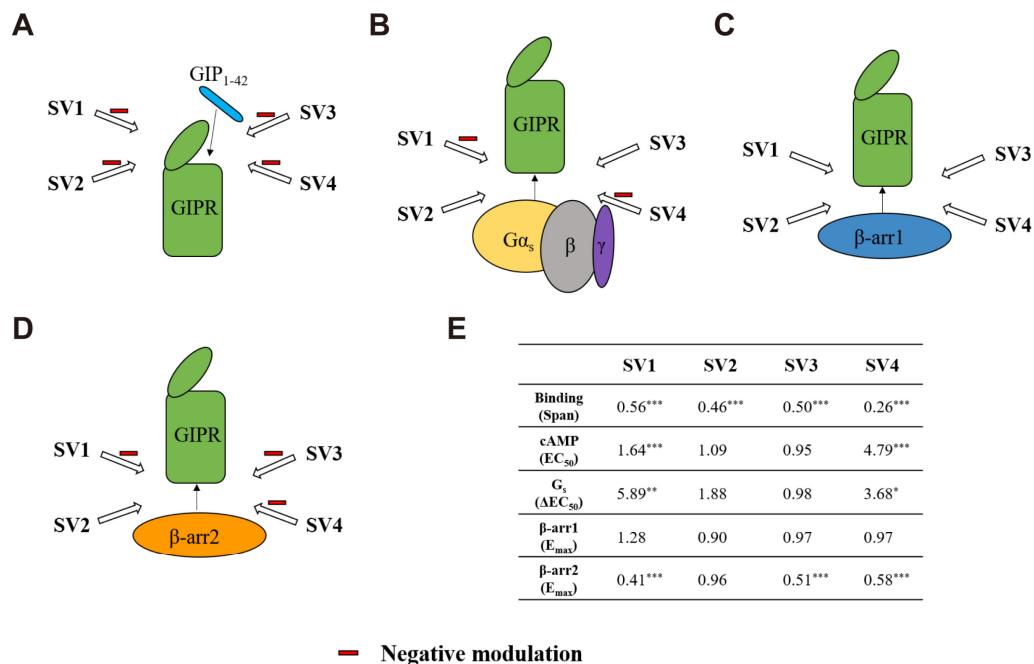 A
GIP₁₋₄₂
SV1
SV3
SV2
SV4
GIPR
B
SV1
GIPR
SV3
SV2
SV4
Gαs
β
γ
C
SV1
GIPR
SV3
SV2
SV4
β-arr1
D
SV1
GIPR
SV3
SV2
SV4
β-arr2
E
SV1 SV2 SV3 SV4
Binding
(Span) 0.56*** 0.46*** 0.50*** 0.26***
cAMP
(EC₅₀) 1.64*** 1.09 0.95 4.79***
Gs
(ΔEC₅₀) 5.89** 1.88 0.98 3.68*
β-arr1
(Emax) 1.28 0.90 0.97 0.97
β-arr2
(Emax) 0.41*** 0.96 0.51*** 0.58***
Negative modulation